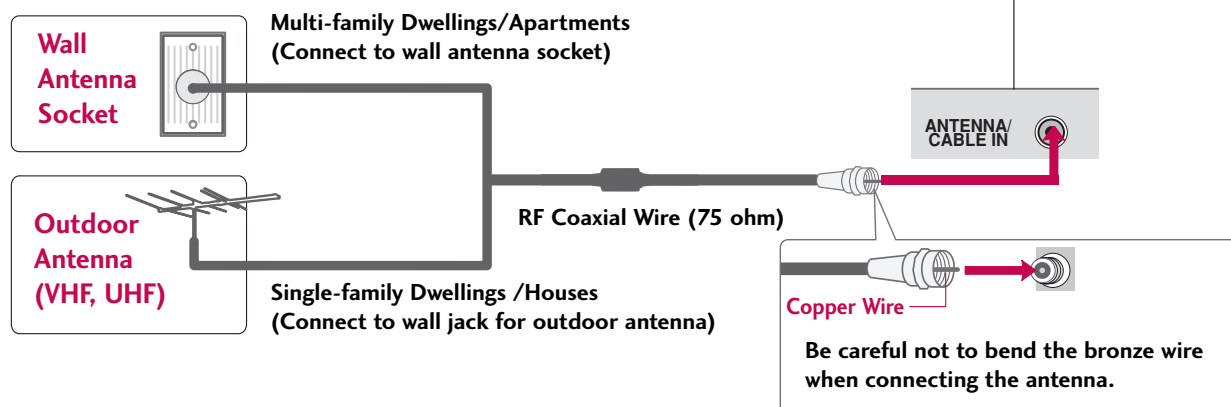 Wall
Antenna
Socket
Multi-family Dwellings/Apartments
(Connect to wall antenna socket)
ANTENNA/
CABLE IN
RF Coaxial Wire (75 ohm)
Outdoor
Antenna
(VHF, UHF)
Single-family Dwellings /Houses
(Connect to wall jack for outdoor antenna)
Copper Wire
Be careful not to bend the bronze wire
when connecting the antenna.